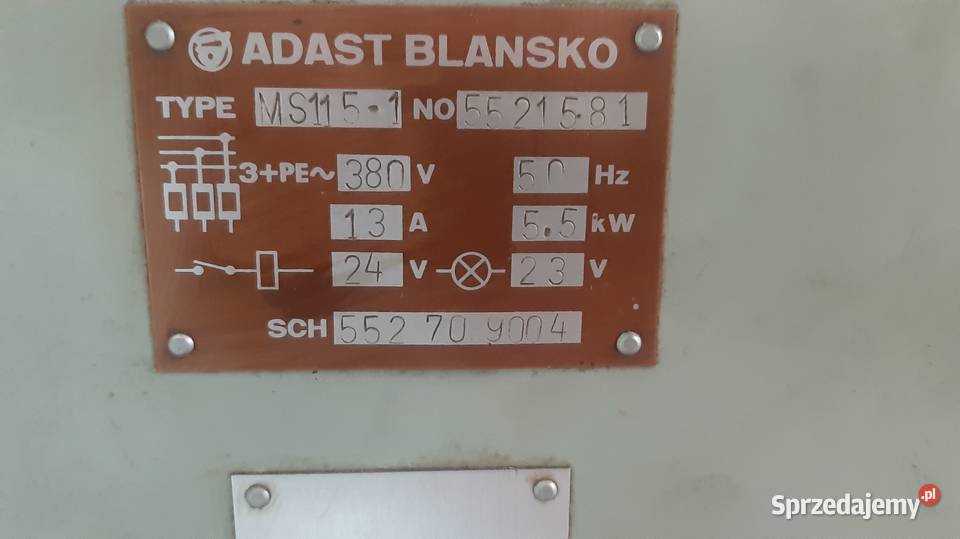 ADAST BLANSKO
TYPE MS115-1 NO 5521581
3+PE~ 380 V 50 Hz
13 A 5.5 kW
24 V 23 V
SCH 552 70 9004
Sprzedajemy.pl